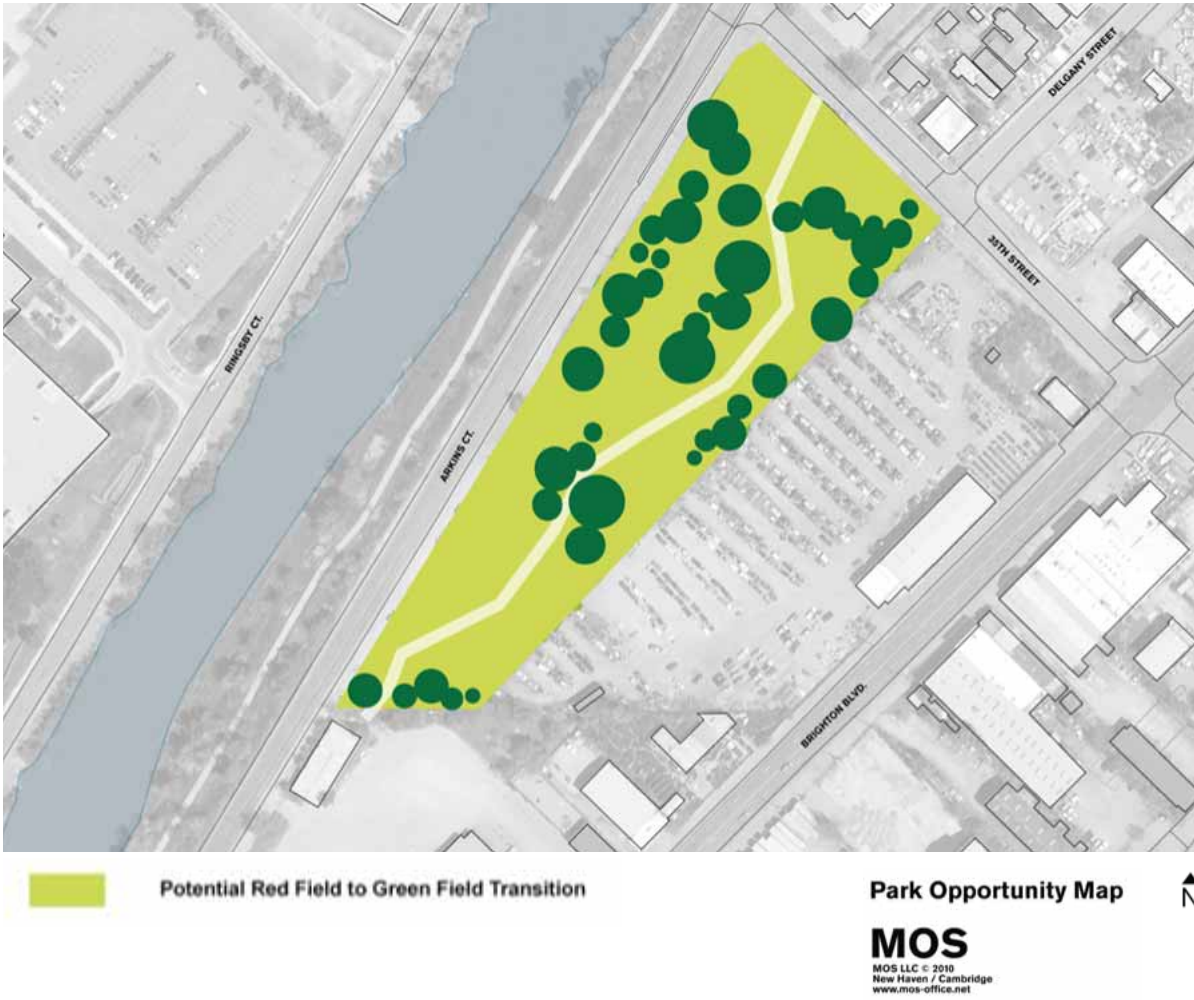 DELGANY STREET
35TH STREET
RINGSBY CT.
ARKINS CT.
BRIGHTON BLVD.
Potential Red Field to Green Field Transition
Park Opportunity Map
N
MOS
MOS LLC © 2010
New Haven / Cambridge
www.mos-office.net